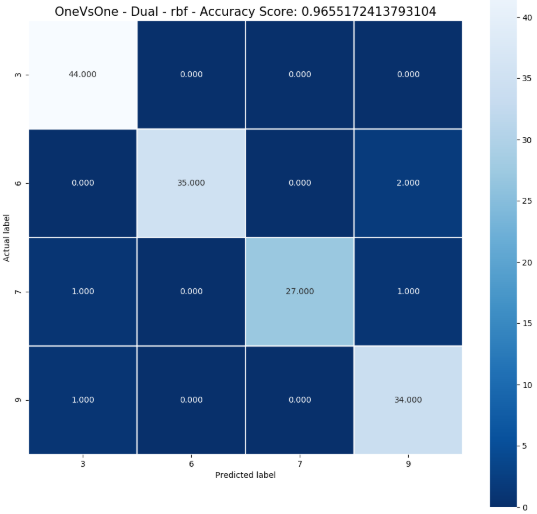 OneVsOne - Dual - rbf - Accuracy Score: 0.9655172413793104
3 44.000 0.000 0.000 0.000
6 0.000 35.000 0.000 2.000
7 1.000 0.000 27.000 1.000
9 1.000 0.000 0.000 34.000
Actual label
3 6 7 9
Predicted label
40
35
30
25
20
15
10
5
0